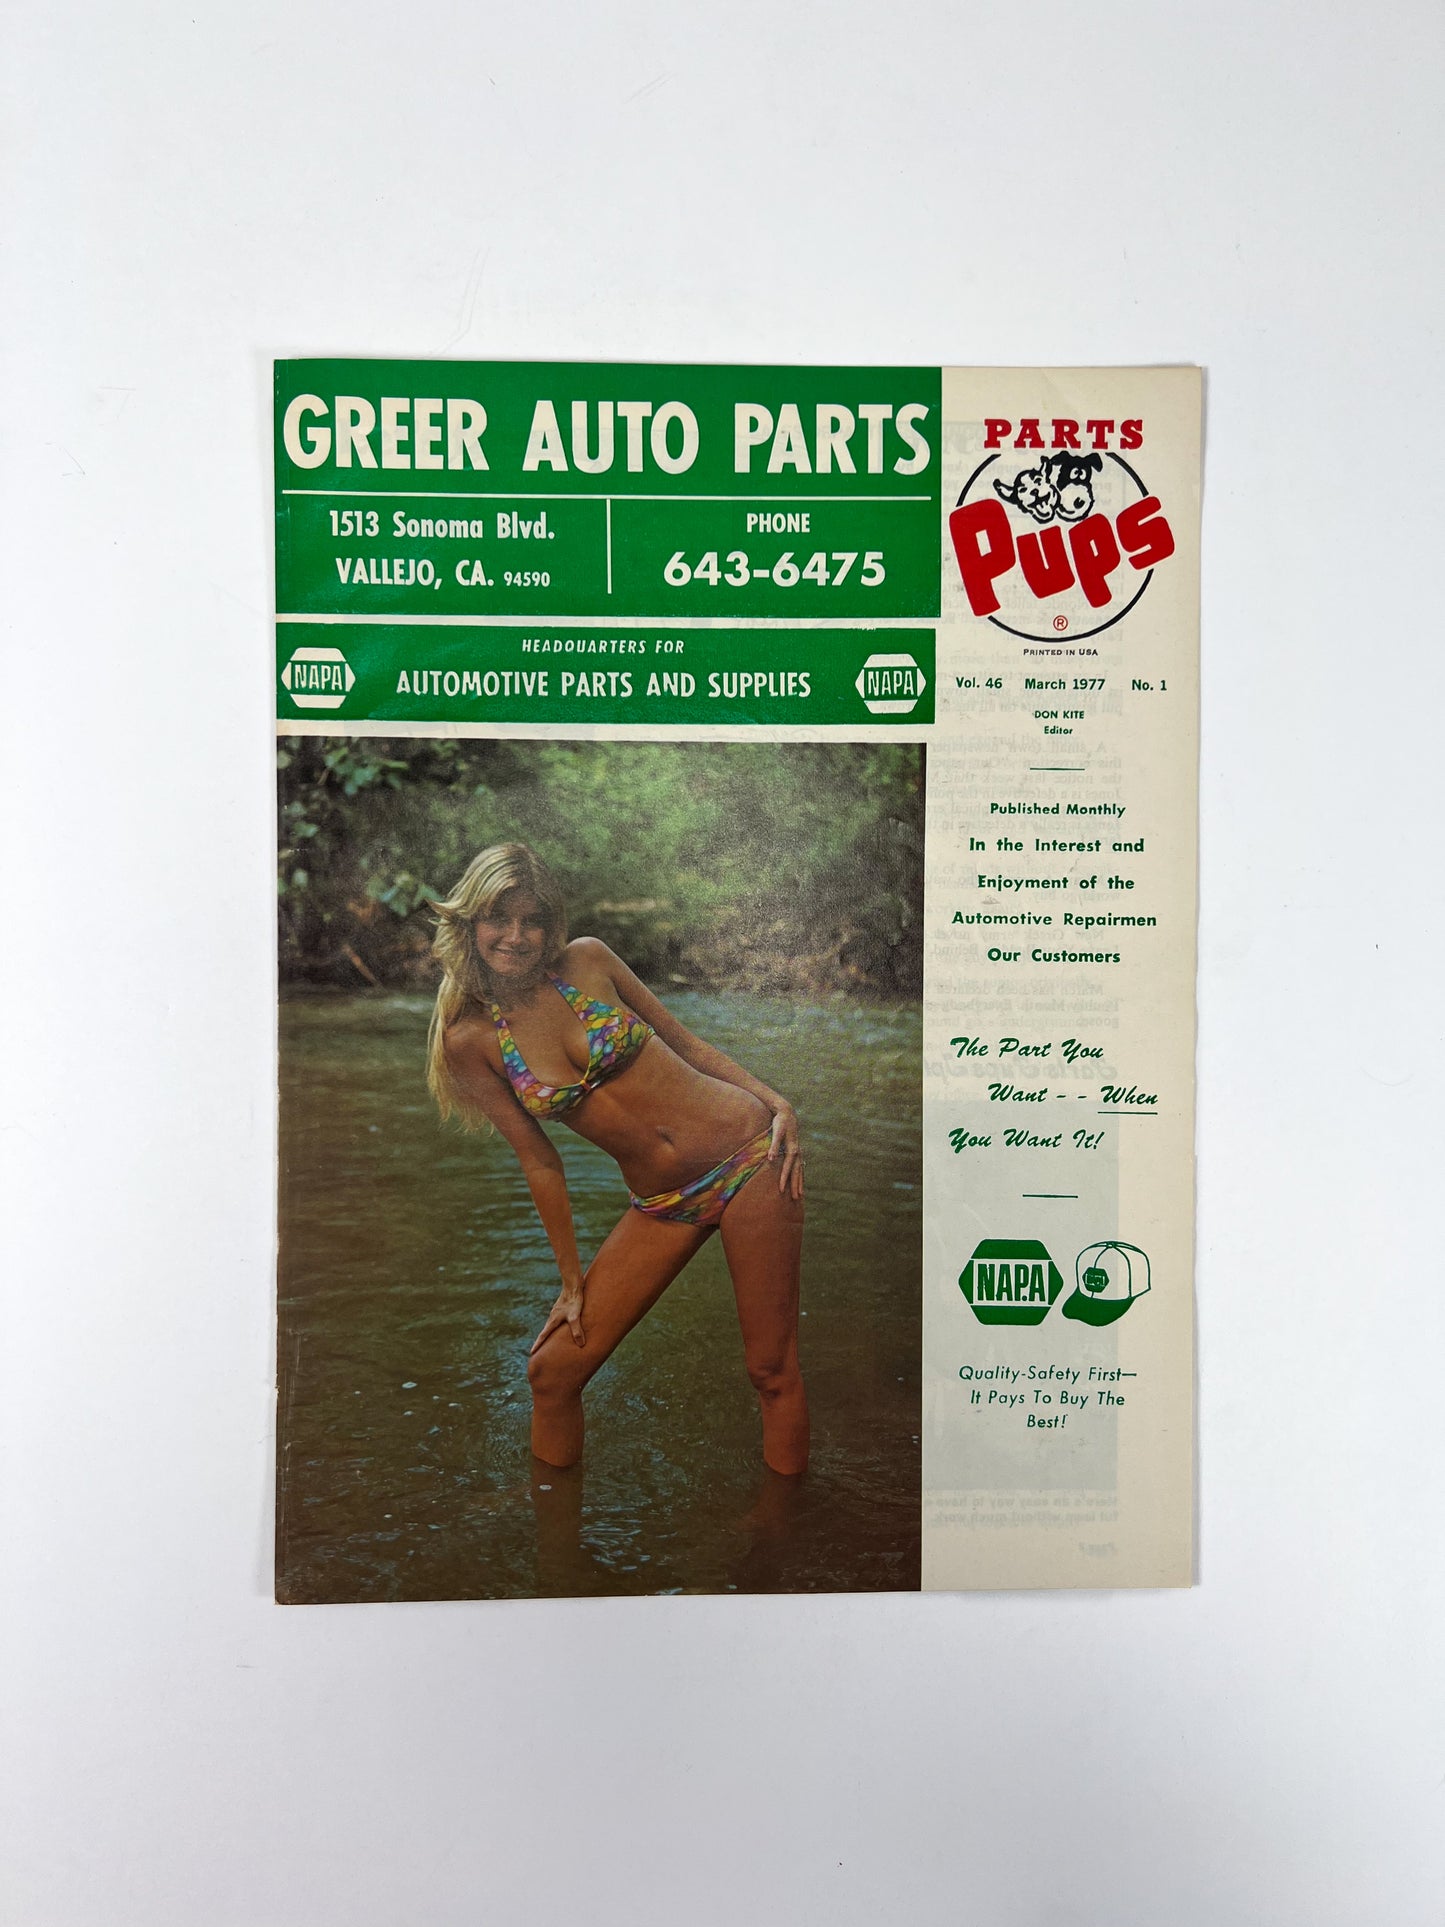 GREER AUTO PARTS
1513 Sonoma Blvd.
VALLEJO, CA. 94590
PHONE
643-6475
HEADQUARTERS FOR
AUTOMOTIVE PARTS AND SUPPLIES
NAPA
NAPA
PARTS
Pups
®
PRINTED IN USA
Vol. 46 March 1977 No. 1
DON KITE
Editor
Published Monthly
In the Interest and
Enjoyment of the
Automotive Repairmen
Our Customers
The Part You
Want - - When
You Want It!
NAPA
Quality-Safety First—
It Pays To Buy The
Best!